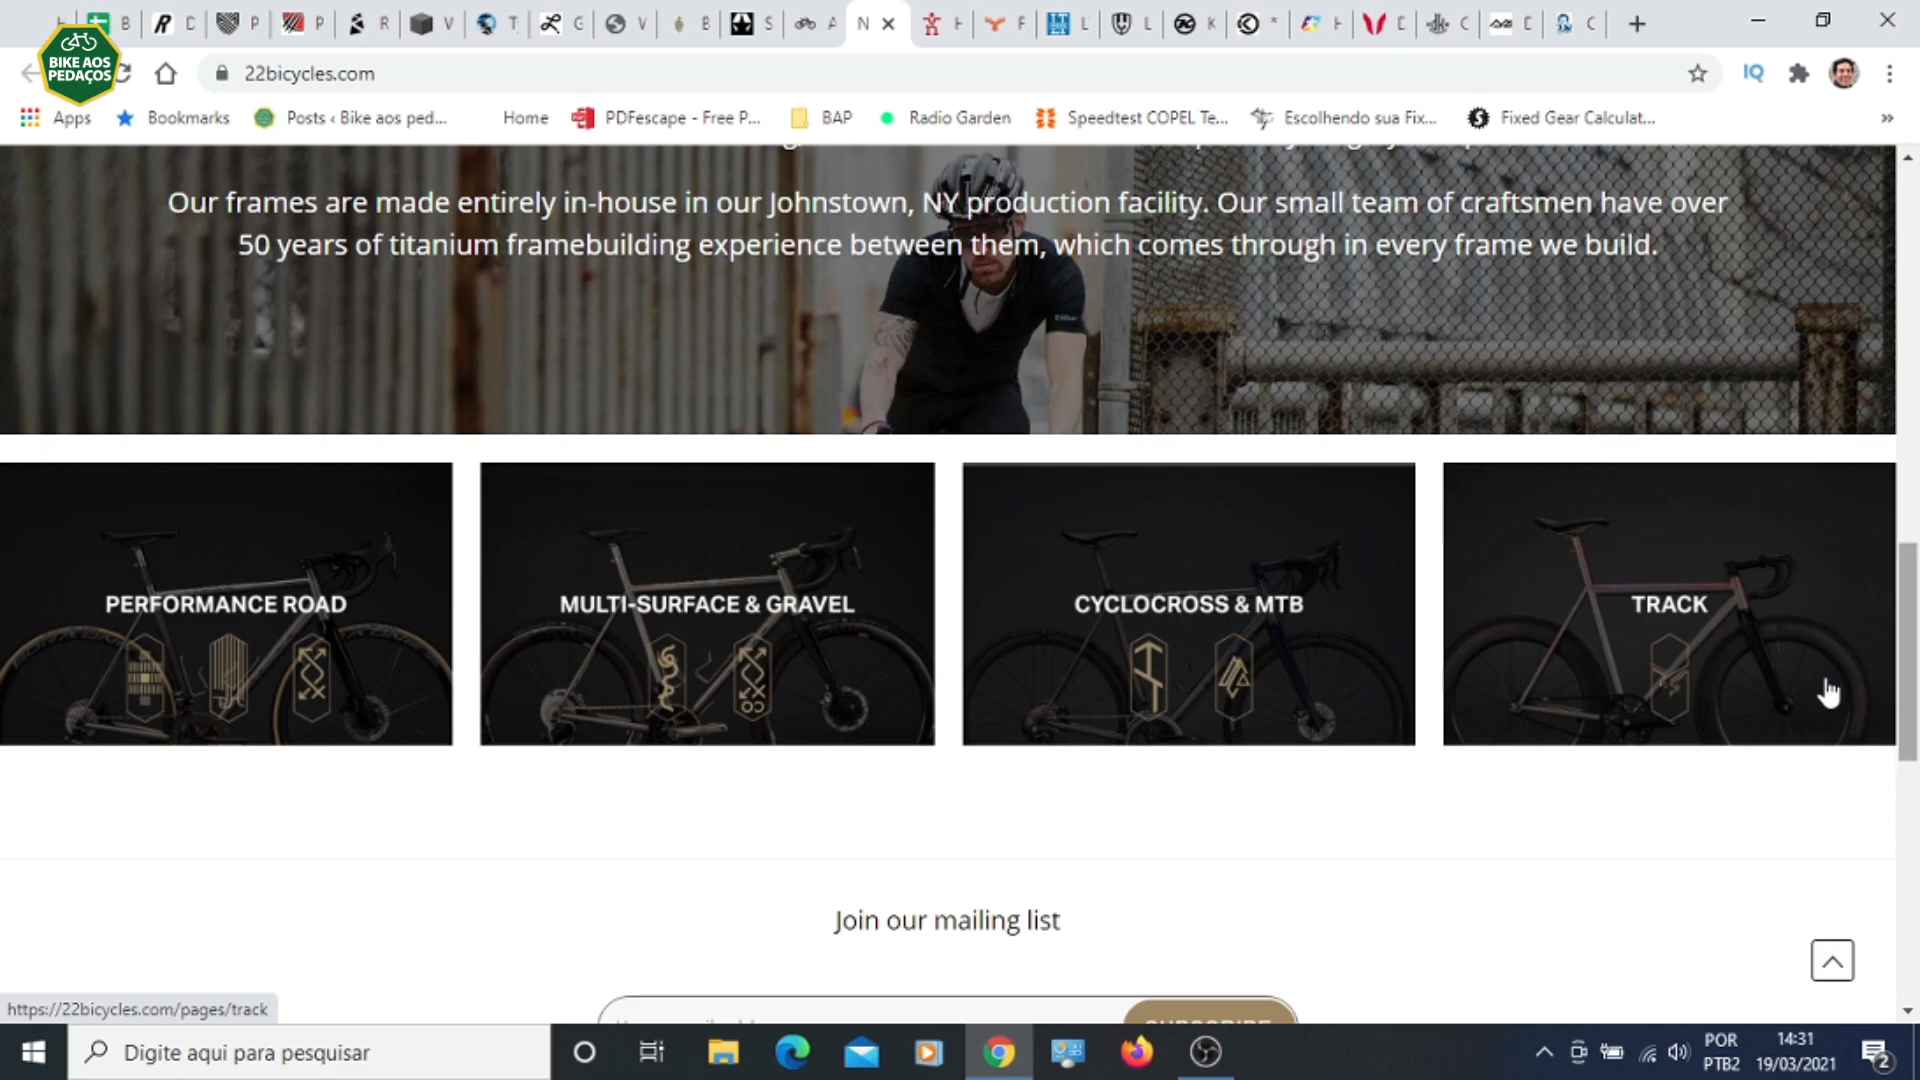 BIKE AOS
PEDAÇOS
B D P P R V T G V B S A N H F L L K * H D C D C
22bicycles.com
IQ
Apps Bookmarks Posts ‹ Bike aos ped... Home PDFescape - Free P... BAP Radio Garden Speedtest COPEL Te... Escolhendo sua Fix... Fixed Gear Calculat... »
Our frames are made entirely in-house in our Johnstown, NY production facility. Our small team of craftsmen have over
50 years of titanium framebuilding experience between them, which comes through in every frame we build.
PERFORMANCE ROAD
MULTI-SURFACE & GRAVEL
CYCLOCROSS & MTB
TRACK
Join our mailing list
SUBSCRIBE
https://22bicycles.com/pages/track
Digite aqui para pesquisar
POR
PTB2
14:31
19/03/2021
2